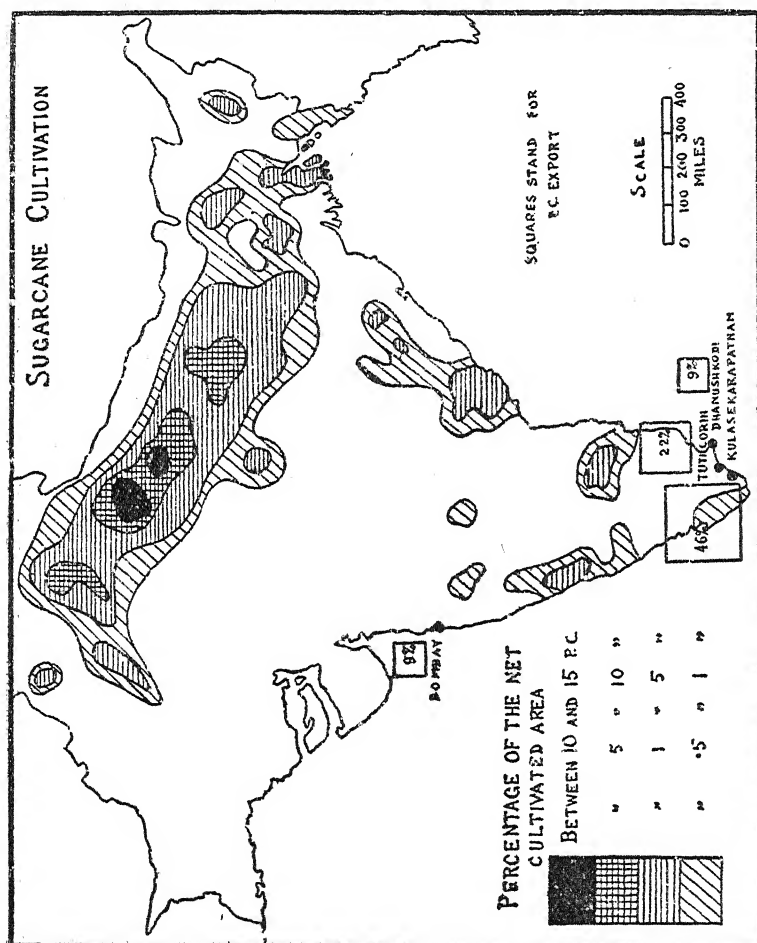 SUGARCANE CULTIVATION
SQUARES STAND FOR
P.C. EXPORT
SCALE
0 100 200 300 400
MILES
9%
BOMBAY
46%
22%
9%
TUTICORIN
DHANUSHKODI
KULASEKARAPATNAM
PERCENTAGE OF THE NET
CULTIVATED AREA
BETWEEN 10 AND 15 P.C.
" 5 " 10 "
" 1 " 5 "
" .5 " 1 "